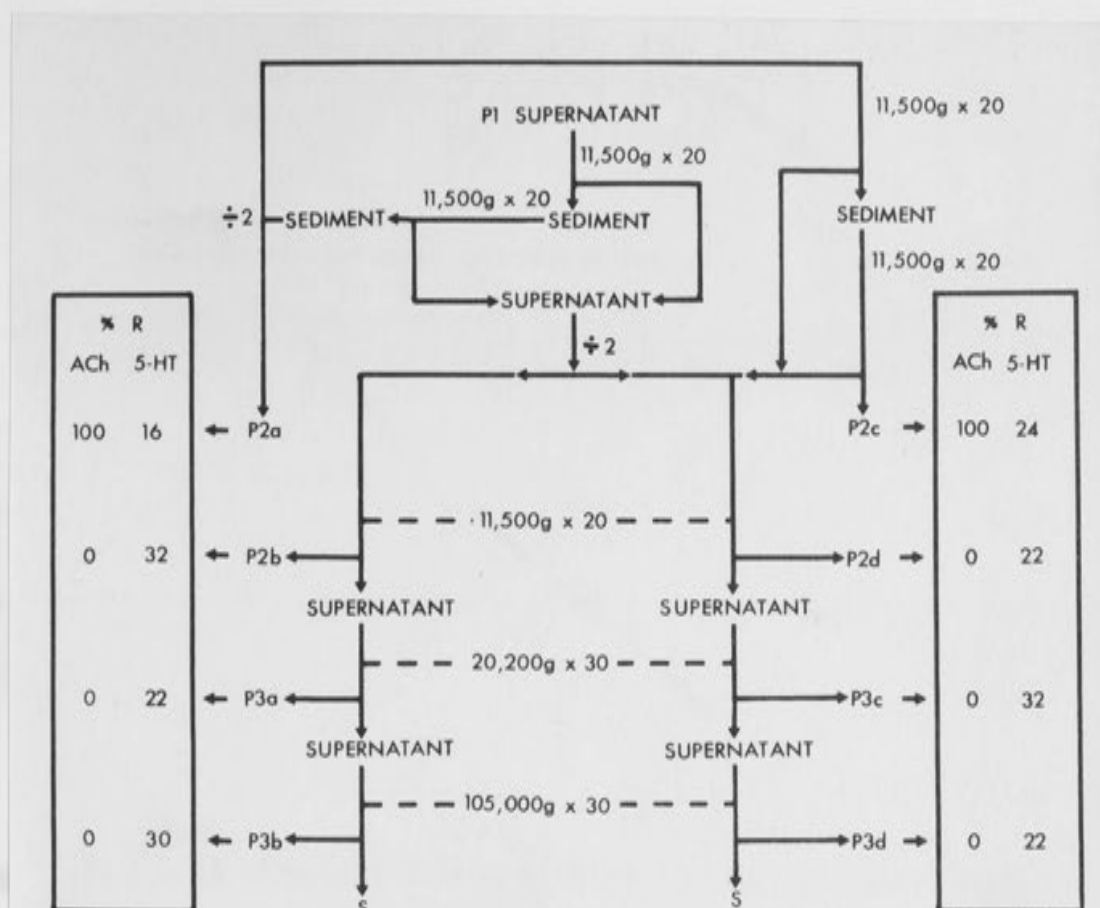 11,500g x 20
P1 SUPERNATANT
11,500g x 20
11,500g x 20
÷2 SEDIMENT
SEDIMENT
SEDIMENT
11,500g x 20
SUPERNATANT
÷2
% R
ACh 5-HT
% R
ACh 5-HT
100 16
P2a
P2c
100 24
11,500g x 20
0 32
P2b
P2d
0 22
SUPERNATANT
SUPERNATANT
20,200g x 30
0 22
P3a
P3c
0 32
SUPERNATANT
SUPERNATANT
105,000g x 30
0 30
P3b
P3d
0 22
S
S